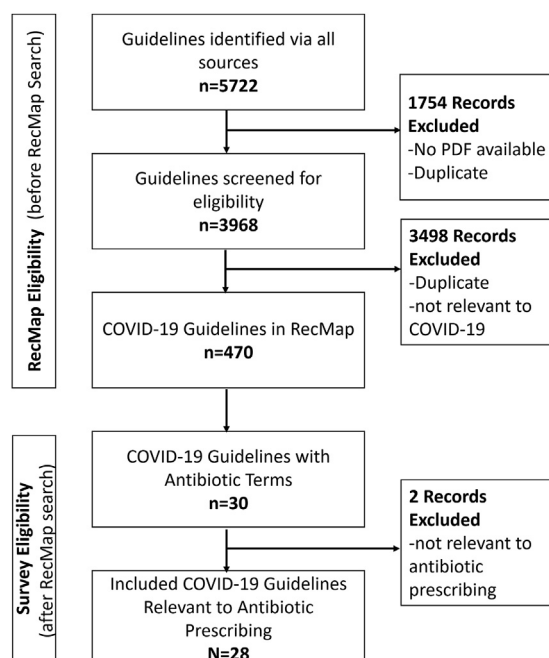 Guidelines identified via all
sources
n=5722
1754 Records
Excluded
-No PDF available
-Duplicate
Guidelines screened for
eligibility
n=3968
3498 Records
Excluded
-Duplicate
-not relevant to
COVID-19
COVID-19 Guidelines in RecMap
n=470
RecMap Eligibility (before RecMap Search)
COVID-19 Guidelines with
Antibiotic Terms
n=30
2 Records
Excluded
-not relevant to
antibiotic
prescribing
Included COVID-19 Guidelines
Relevant to Antibiotic
Prescribing
N=28
Survey Eligibility
(after RecMap search)